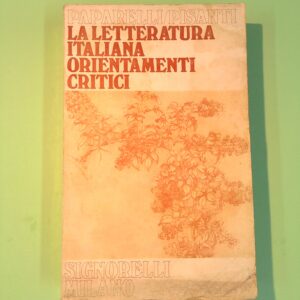 PAPARELLI PISANTI
LA LETTERATURA
ITALIANA
ORIENTAMENTI
CRITICI
SIGNORELLI
MILANO